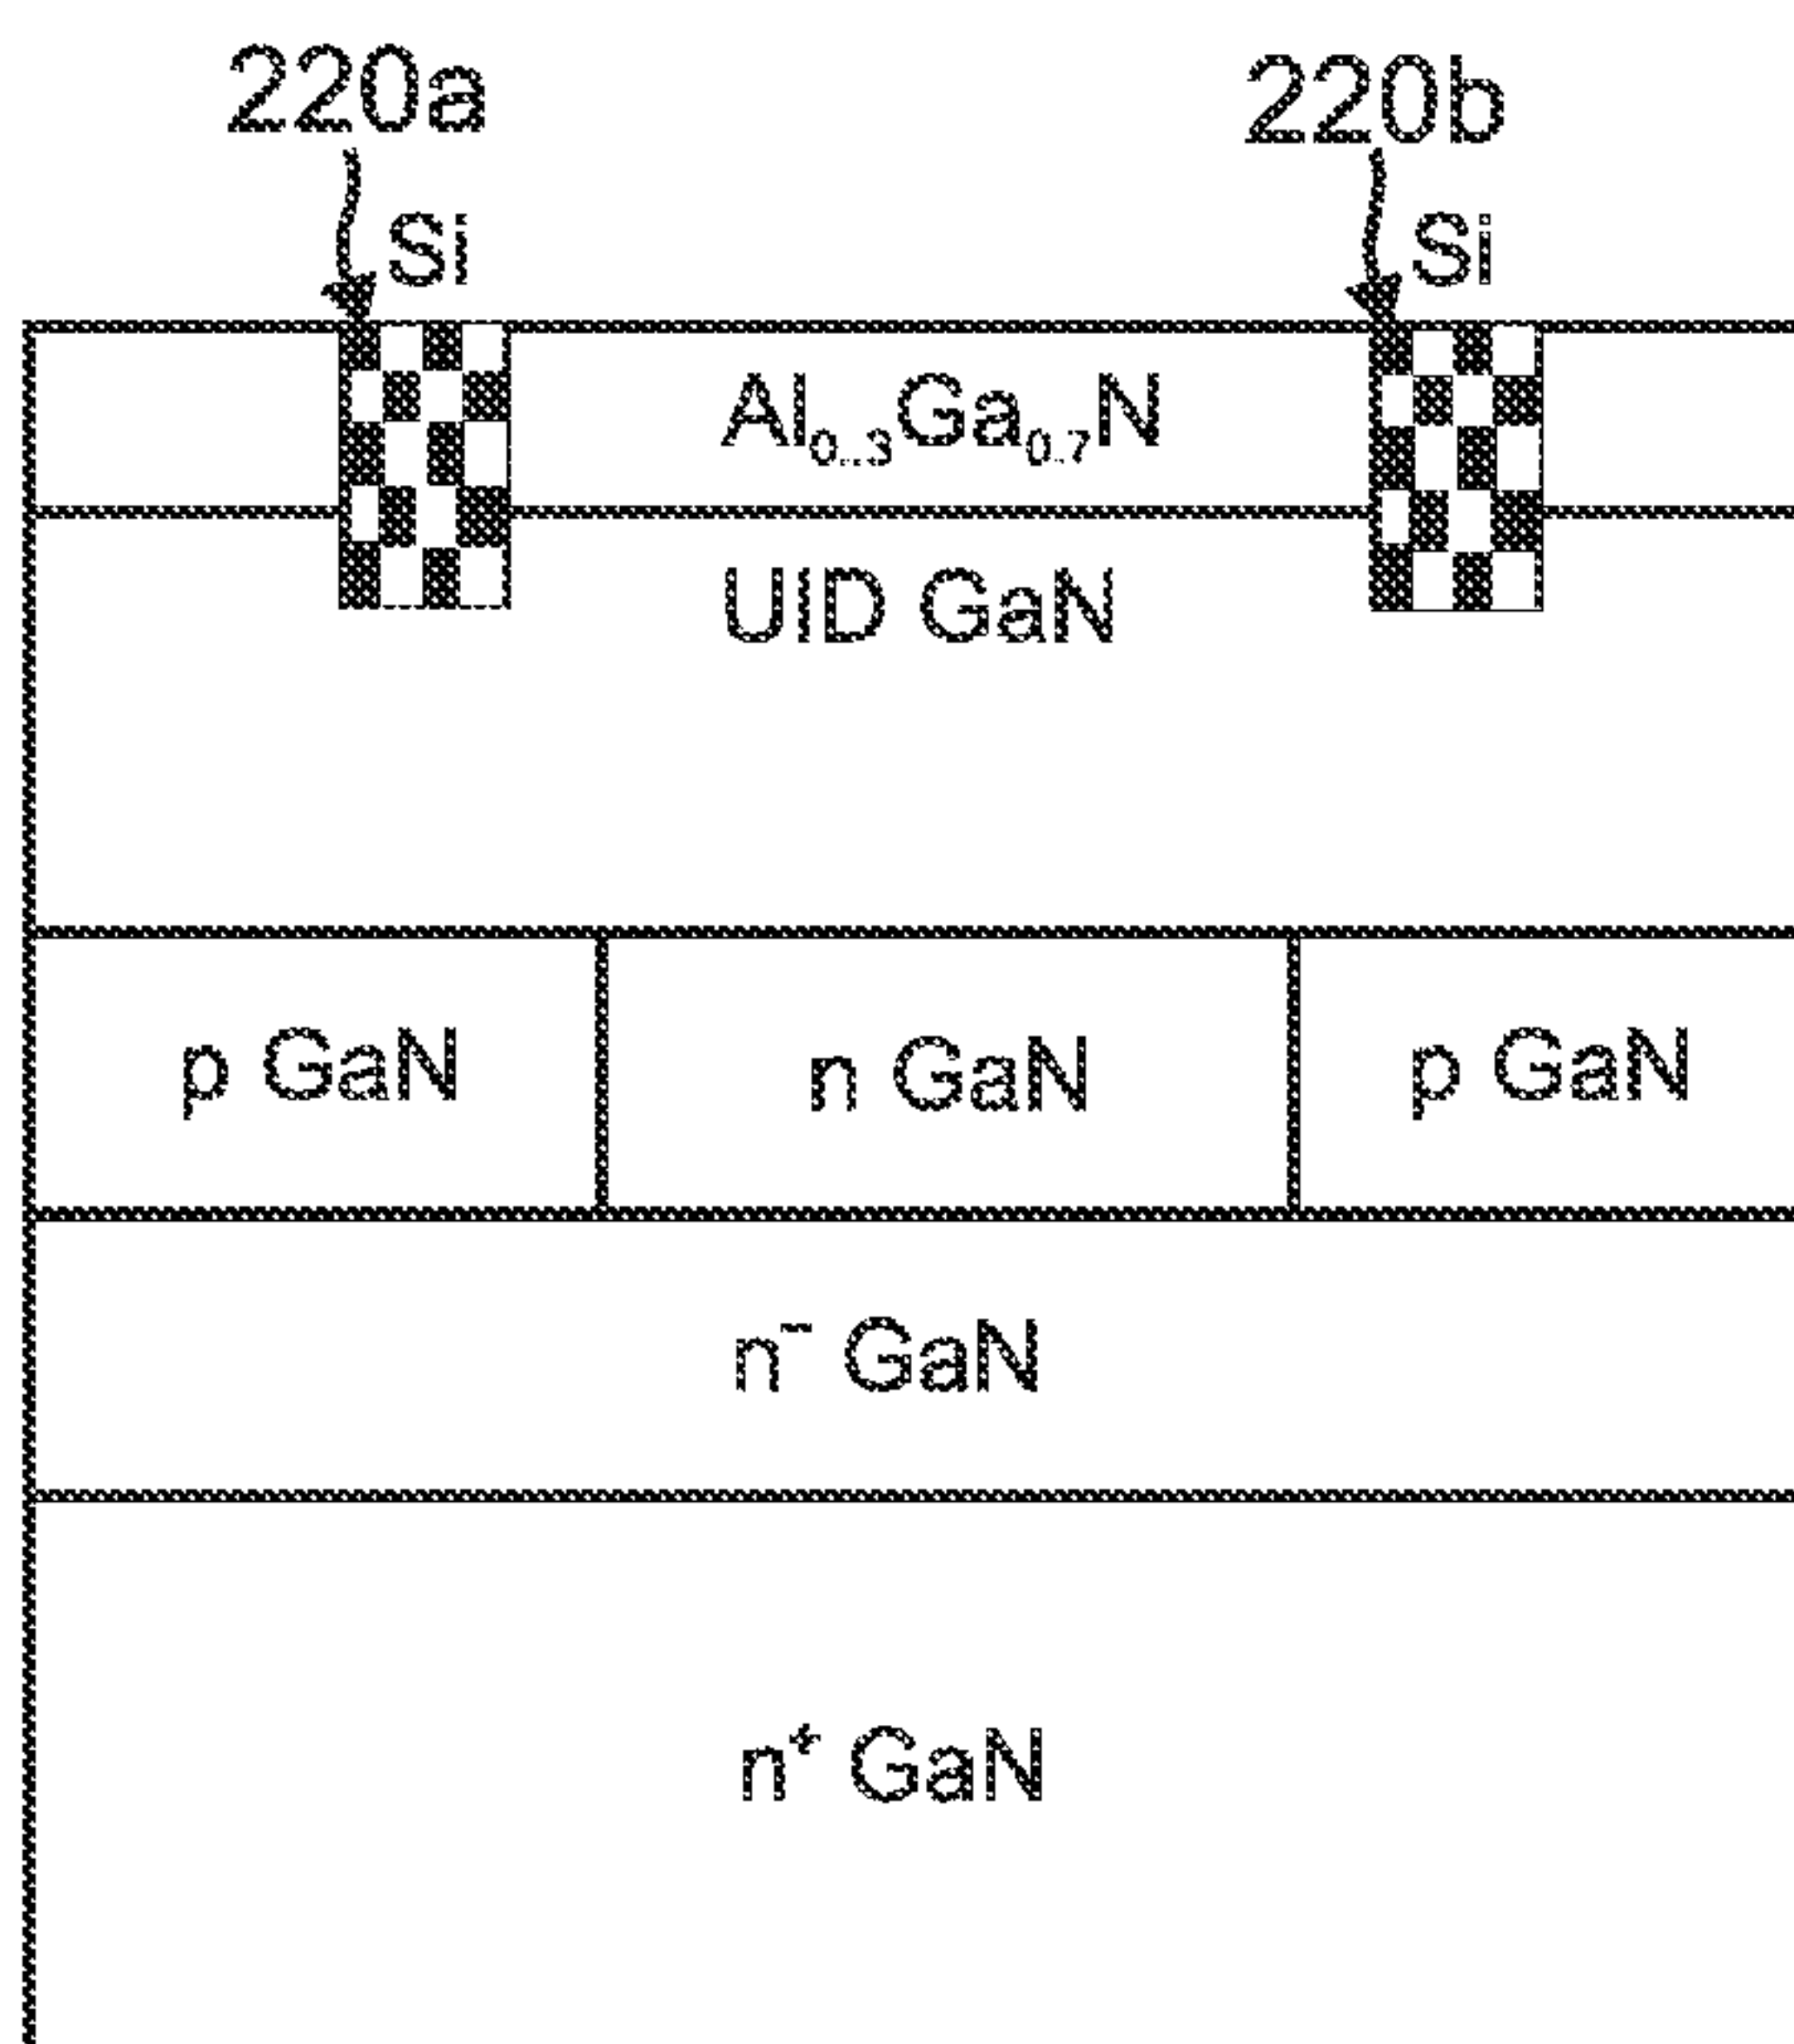 220a 220b
Si Si
Al₀.₃Ga₀.₇N
UID GaN
p GaN n GaN p GaN
n⁻ GaN
n⁺ GaN